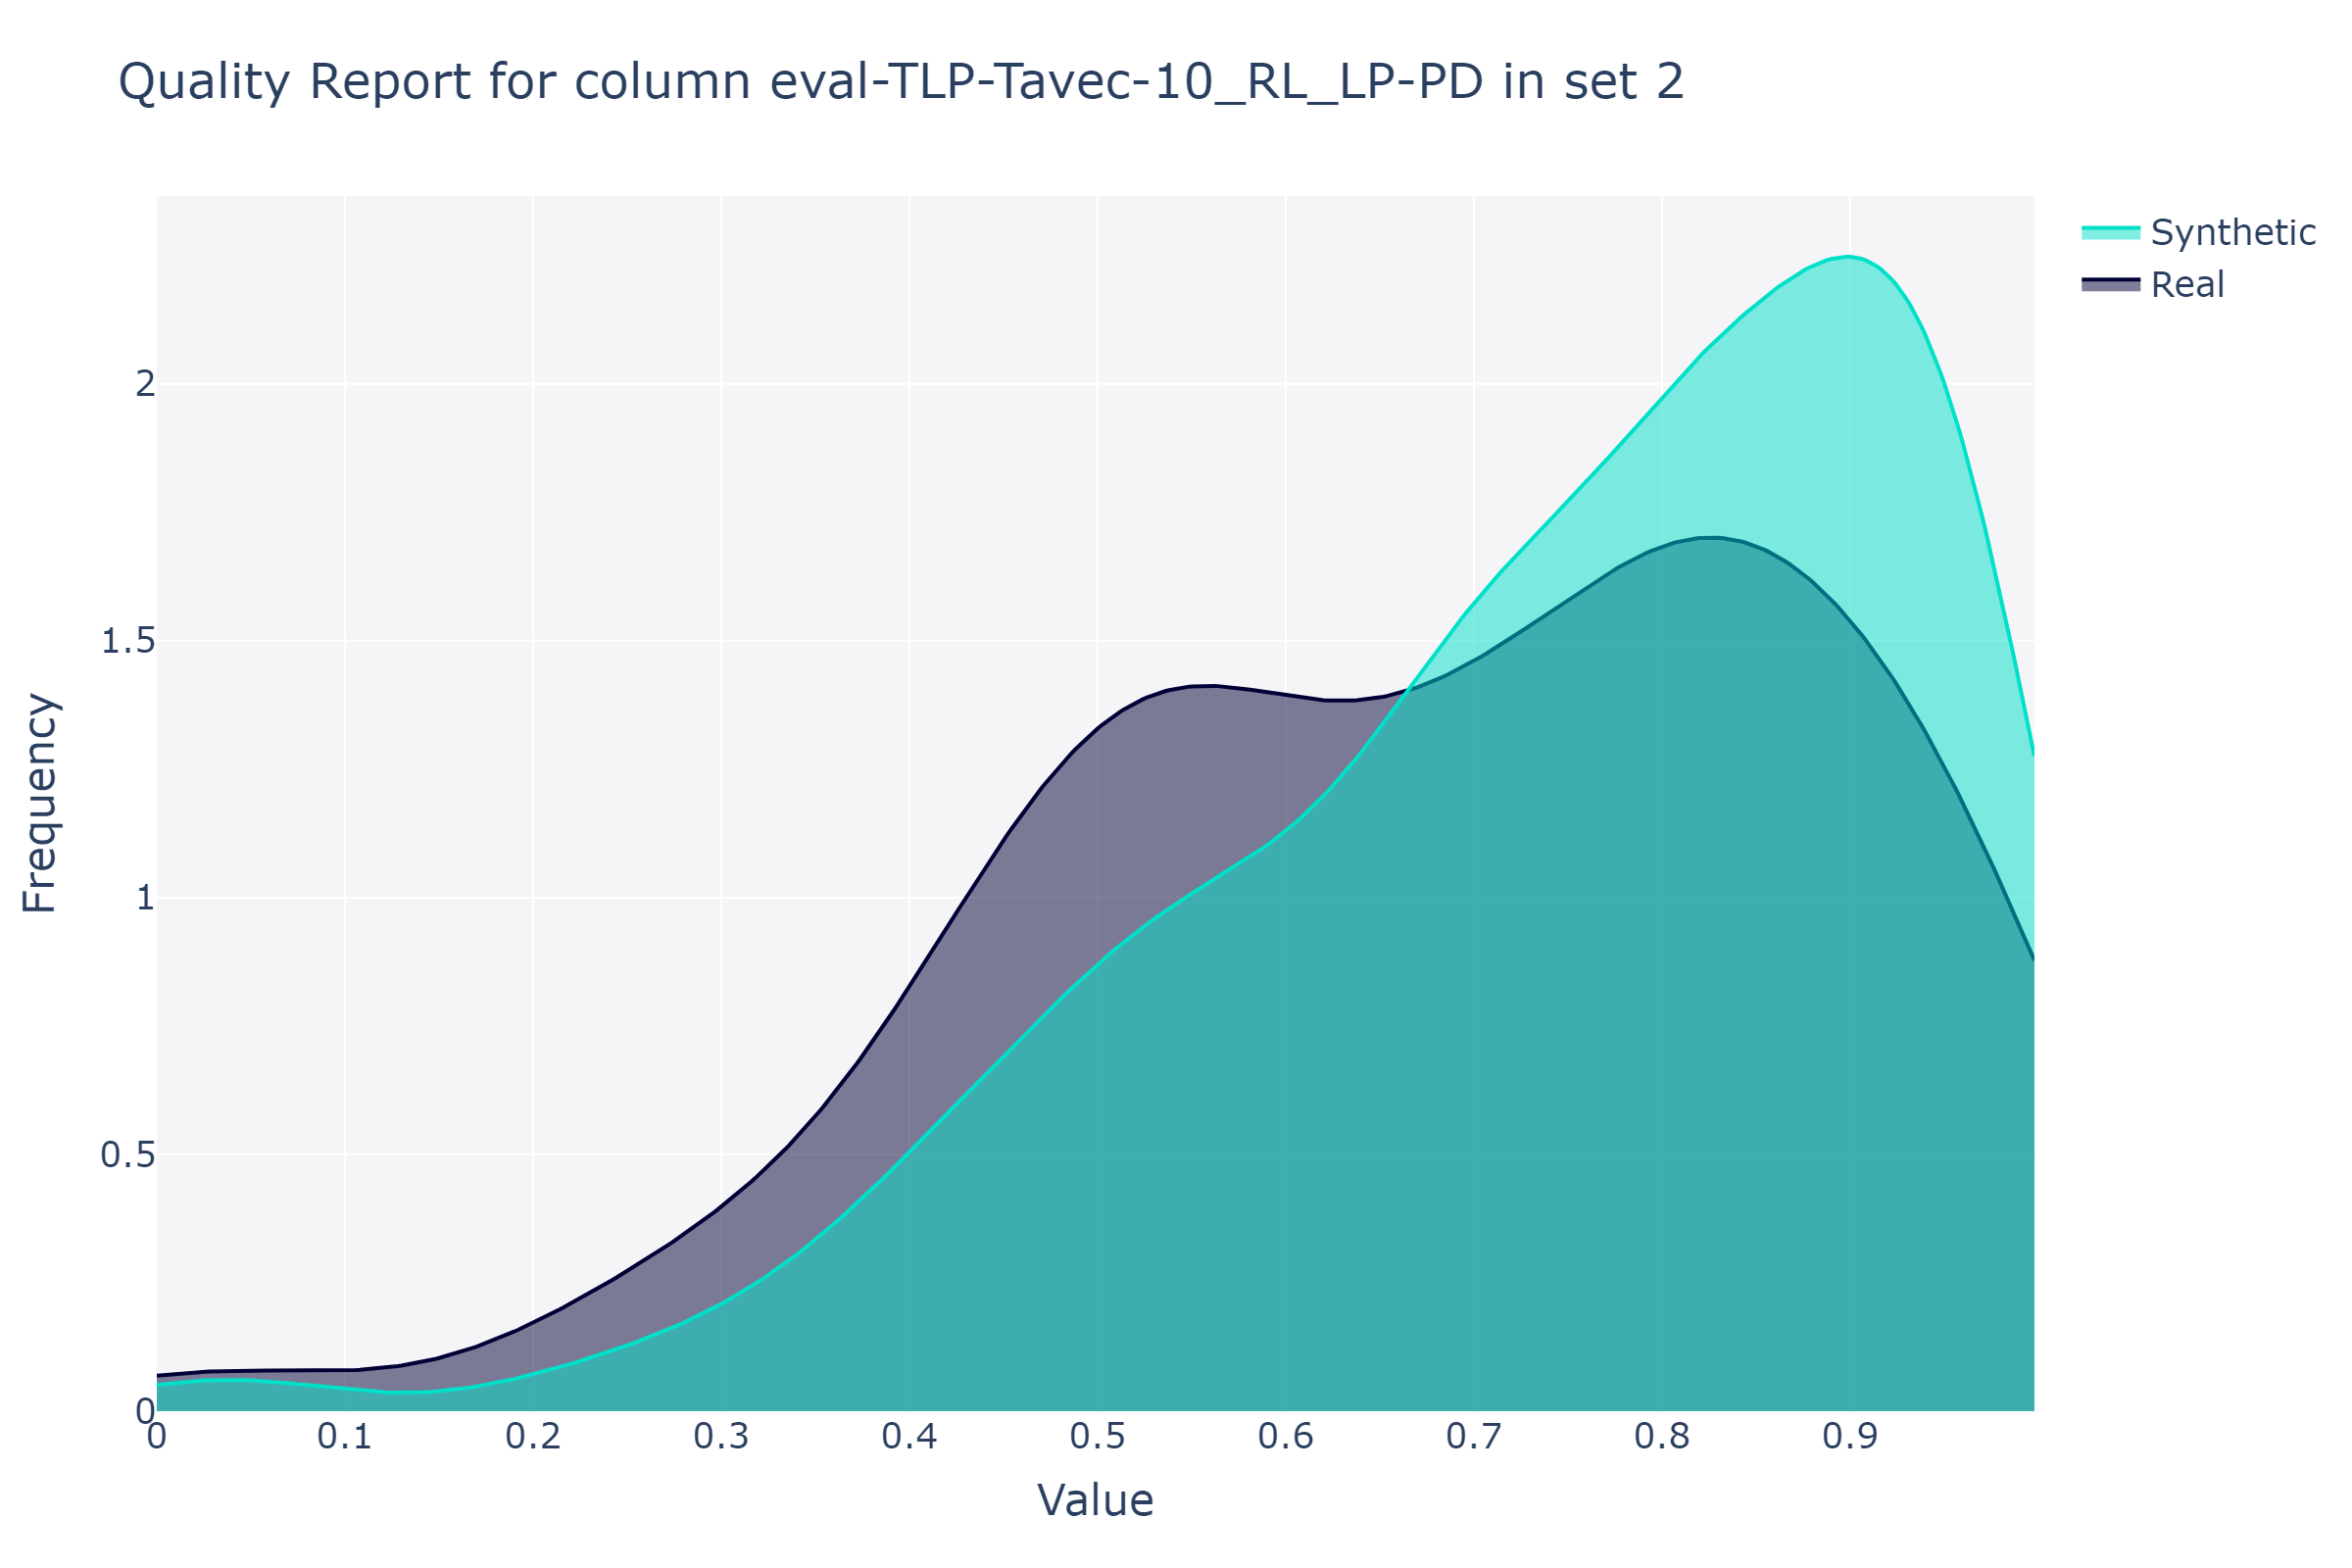 Quality Report for column eval-TLP-Tavec-10_RL_LP-PD in set 2
Synthetic
Real
Frequency
2
1.5
1
0.5
0
0 0.1 0.2 0.3 0.4 0.5 0.6 0.7 0.8 0.9
Value